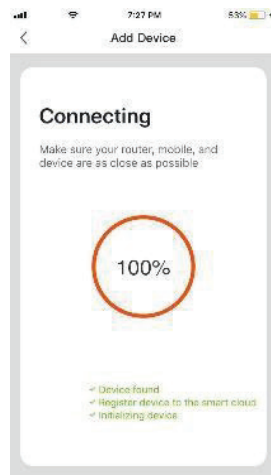 7:27 PM 53%
Add Device
Connecting
Make sure your router, mobile, and
device are as close as possible
100%
Device found
Register device to the smart cloud
Initializing device